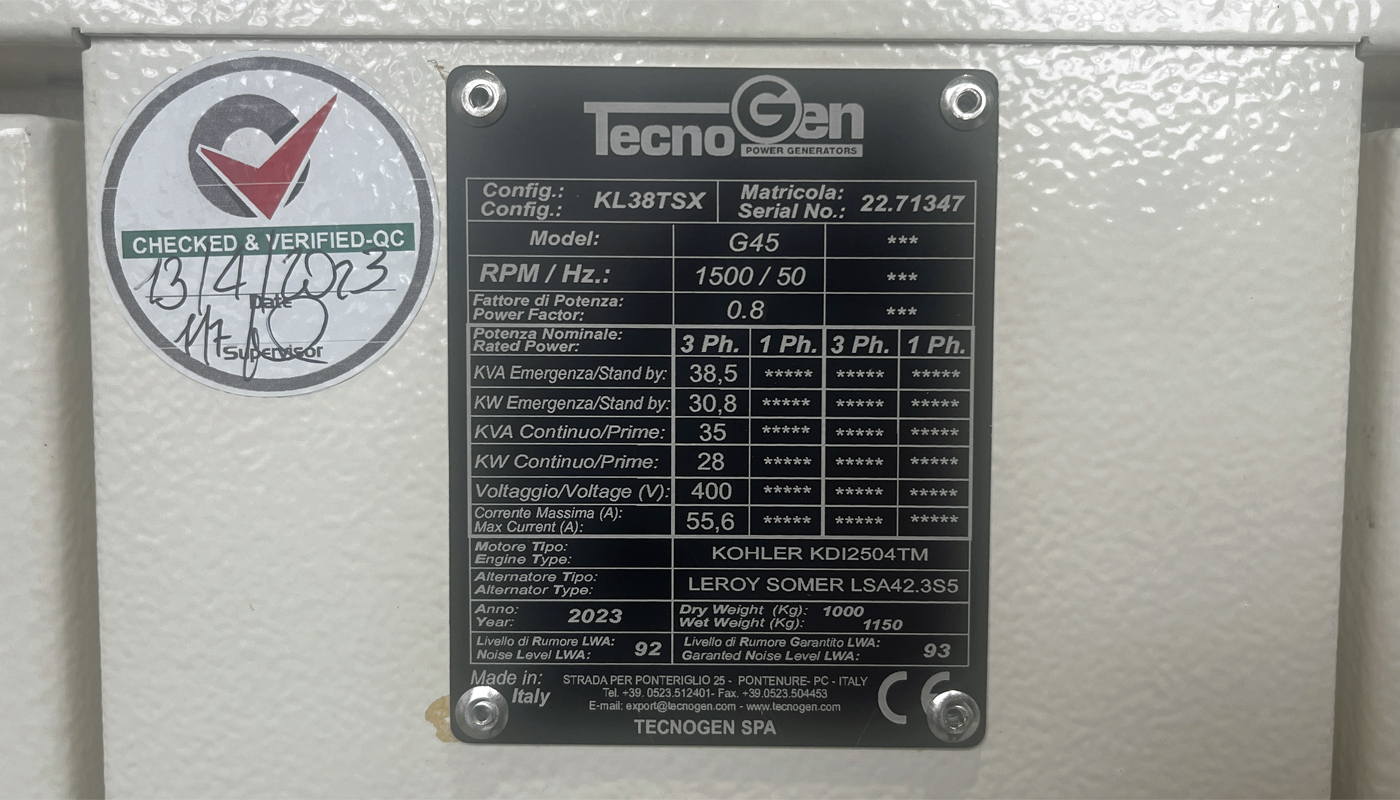 CHECKED & VERIFIED-QC
13/4/2023
Date
Supervisor
TecnoGen
POWER GENERATORS
Config.: KL38TSX Matricola: 22.71347
Config.: Serial No.:
Model: G45 ***
RPM / Hz.: 1500 / 50 ***
Fattore di Potenza: 0.8 ***
Power Factor:
Potenza Nominale: 3 Ph. 1 Ph. 3 Ph. 1 Ph.
Rated Power:
KVA Emergenza/Stand by: 38,5 ***** ***** *****
KW Emergenza/Stand by: 30,8 ***** ***** *****
KVA Continuo/Prime: 35 ***** ***** *****
KW Continuo/Prime: 28 ***** ***** *****
Voltaggio/Voltage (V): 400 ***** ***** *****
Corrente Massima (A): 55,6 ***** ***** *****
Max Current (A):
Motore Tipo: KOHLER KDI2504TM
Engine Type:
Alternatore Tipo: LEROY SOMER LSA42.3S5
Alternator Type:
Anno: 2023 Dry Weight (Kg): 1000
Year: Wet Weight (Kg): 1150
Livello di Rumore LWA: 92 Livello di Rumore Garantito LWA: 93
Noise Level LWA: Garanted Noise Level LWA:
Made in: STRADA PER PONTERIGLIO 25 - PONTENURE- PC - ITALY
Italy Tel. +39. 0523.512401- Fax. +39.0523.504453
E-mail: export@tecnogen.com - www.tecnogen.com
TECNOGEN SPA
CE